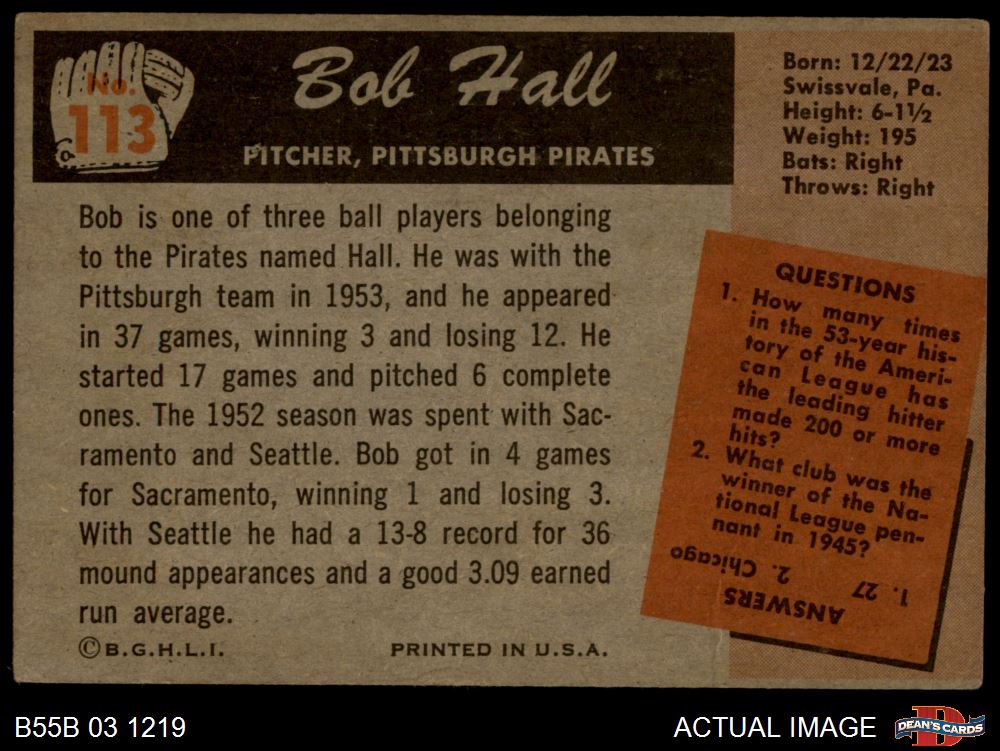 No.
113
Bob Hall
PITCHER, PITTSBURGH PIRATES
Born: 12/22/23
Swissvale, Pa.
Height: 6-1½
Weight: 195
Bats: Right
Throws: Right
Bob is one of three ball players belonging
to the Pirates named Hall. He was with the
Pittsburgh team in 1953, and he appeared
in 37 games, winning 3 and losing 12. He
started 17 games and pitched 6 complete
ones. The 1952 season was spent with Sac-
ramento and Seattle. Bob got in 4 games
for Sacramento, winning 1 and losing 3.
With Seattle he had a 13-8 record for 36
mound appearances and a good 3.09 earned
run average.
©B.G.H.L.I.
PRINTED IN U.S.A.
QUESTIONS
1. How many times
in the 53-year his-
tory of the Ameri-
can League has
the leading hitter
made 200 or more
hits?
2. What club was the
winner of the Na-
tional League pen-
nant in 1945?
ANSWERS
1. 27 2. Chicago
B55B 03 1219
ACTUAL IMAGE
D
DEAN'S CARDS